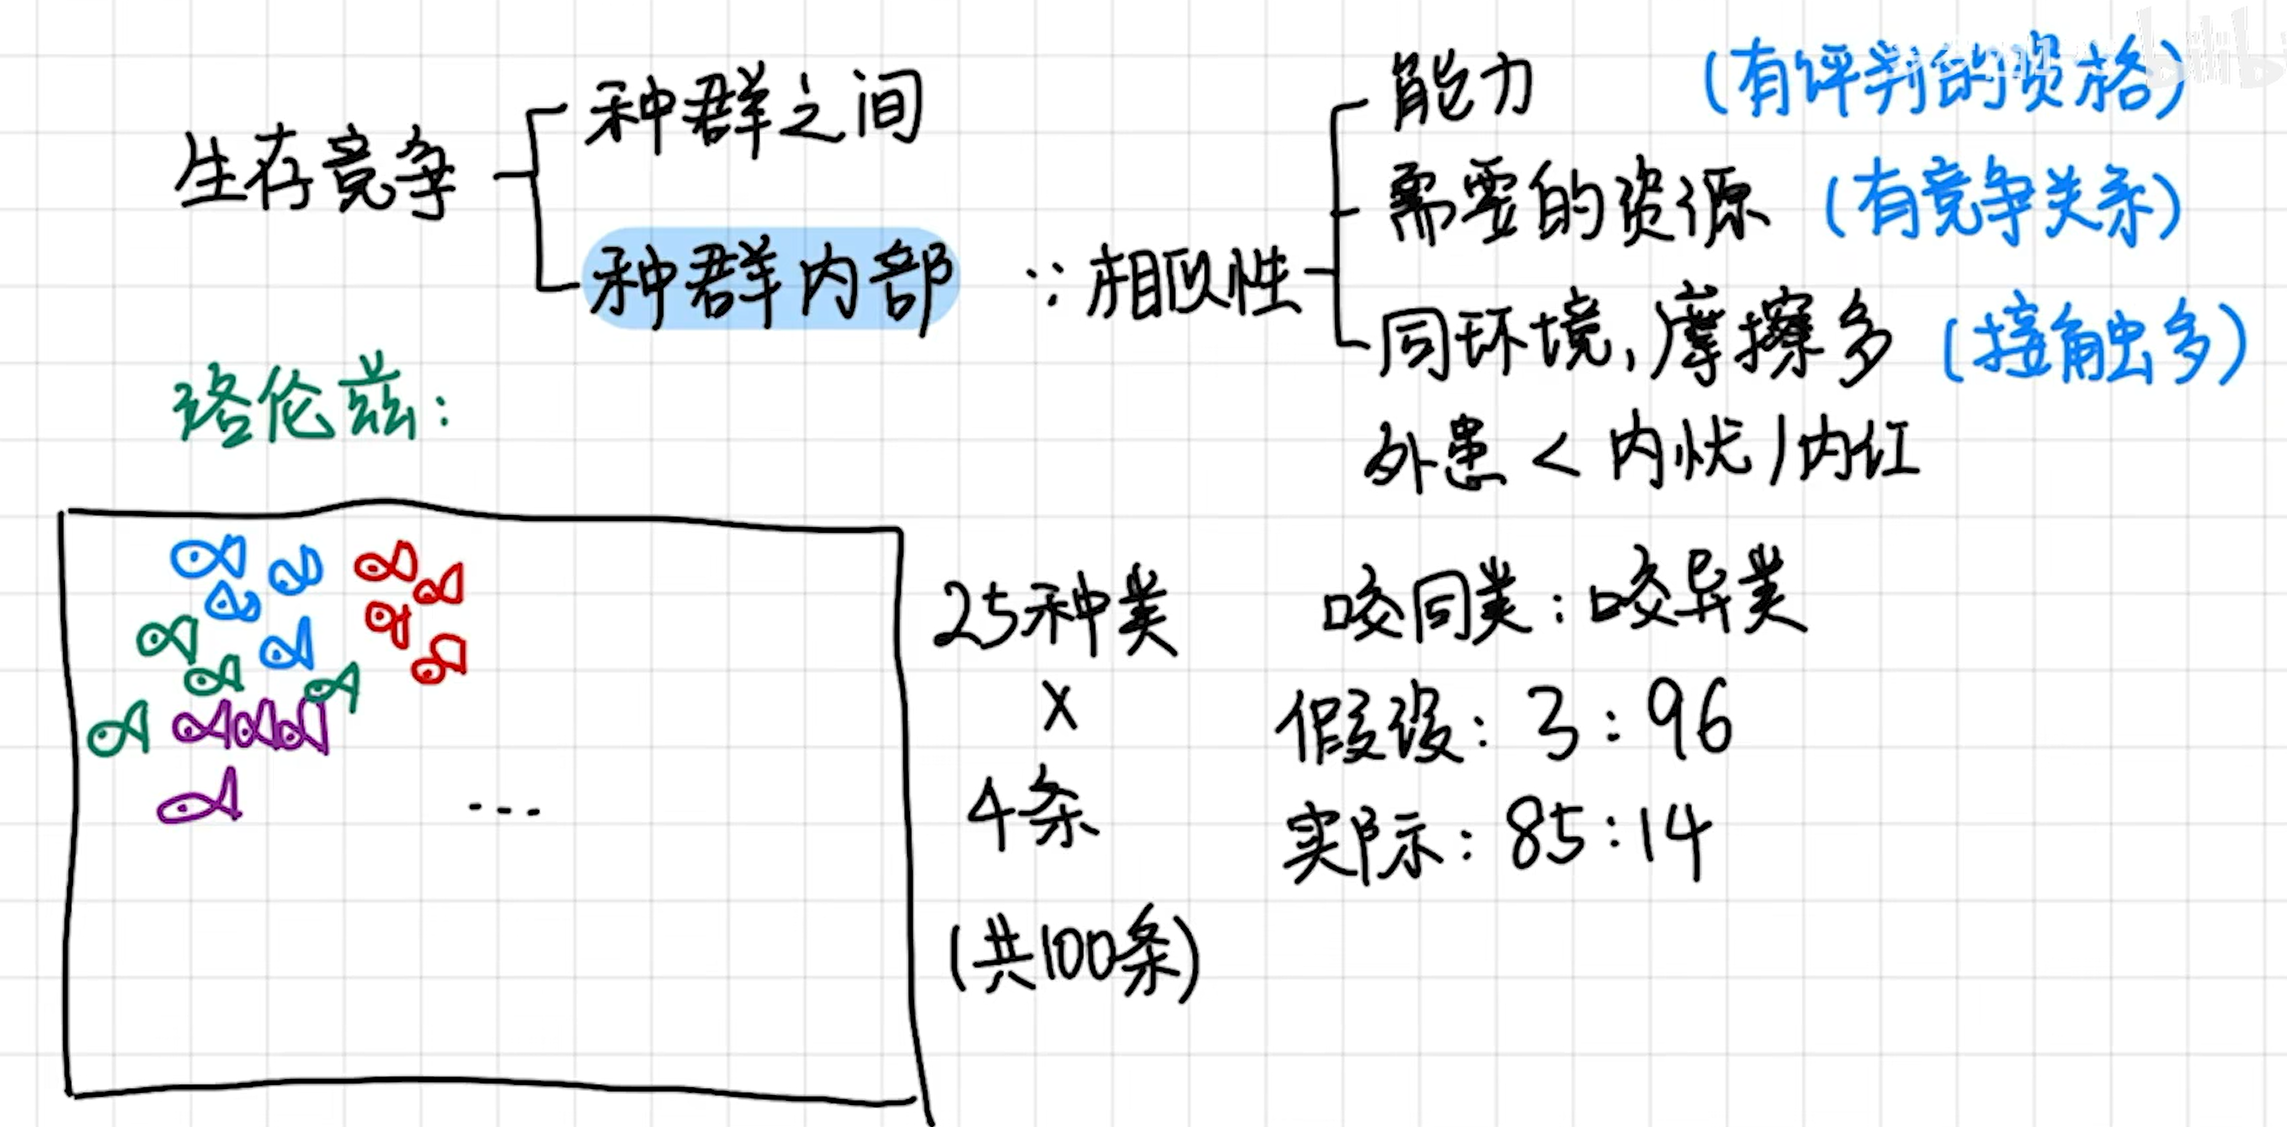 生存竞争
种群之间
种群内部
∵相似性
能力 (有评判的资格)
需要的资源 (有竞争关系)
同环境,摩擦多 (接触多)
外患 < 内忧/内红
洛伦兹:
25种类
×
4条
(共100条)
咬同类:咬异类
假设:3:96
实际:85:14
...
bilibili